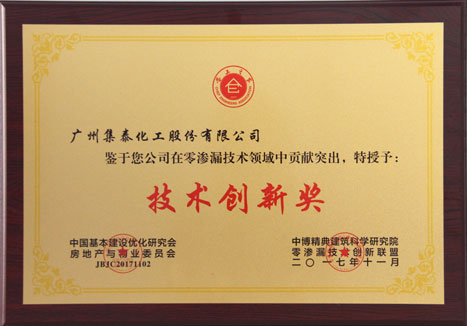 广州集泰化工股份有限公司
鉴于您公司在零渗漏技术领域中贡献突出，特授予：
技术创新奖
中国基本建设优化研究会
房地产与物业委员会
JBJC20171102
中博精典建筑科学研究院
零渗漏技术创新联盟
二〇一七年十一月